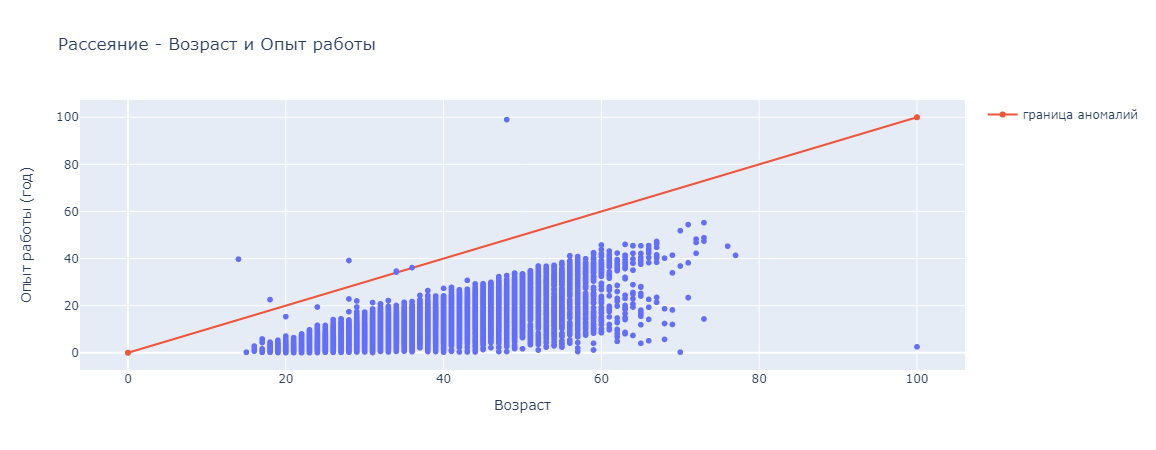 Рассеяние - Возраст и Опыт работы
граница аномалий
Опыт работы (год)
100
80
60
40
20
0
0 20 40 60 80 100
Возраст